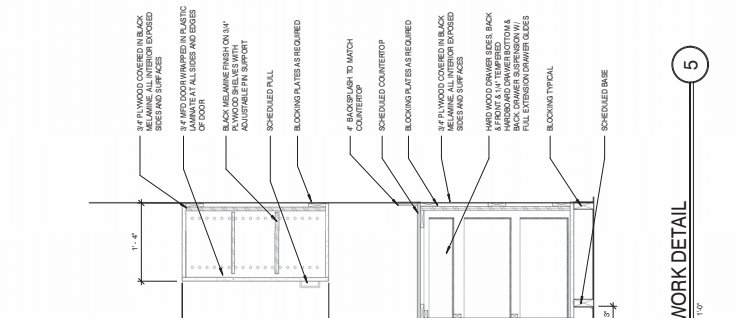 3/4" PLYWOOD COVERED IN BLACK
MELAMINE, ALL INTERIOR EXPOSED
SIDES AND SURFACES
3/4" MFD DOOR WRAPPED IN PLASTIC
LAMINATE AT ALL SIDES AND EDGES
OF DOOR
BLACK MELAMINE FINISH ON 3/4"
PLYWOOD SHELVES WITH
ADJUSTABLE PIN SUPPORT
SCHEDULED PULL
BLOCKING PLATES AS REQUIRED
4" BACKSPLASH TO MATCH
COUNTERTOP
SCHEDULED COUNTERTOP
BLOCKING PLATES AS REQUIRED
3/4" PLYWOOD COVERED IN BLACK
MELAMINE, ALL INTERIOR EXPOSED
SIDES AND SURFACES
HARD WOOD DRAWER SIDES, BACK
& FRONT & 1/4" TEMPERED
HARDBOARD DRAWER BOTTOM &
BACK, DRAWER SUSPENSION W/
FULL EXTENSION DRAWER GLIDES
BLOCKING TYPICAL
SCHEDULED BASE
1' - 4"
3"
5
WORK DETAIL
1'-0"